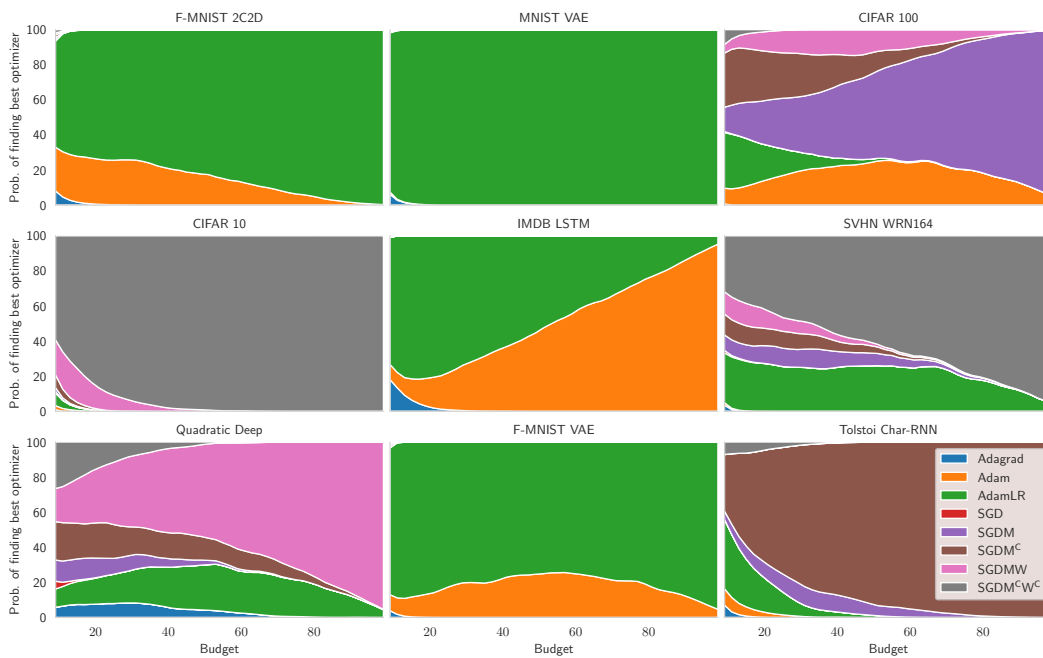 F-MNIST 2C2D
MNIST VAE
CIFAR 100
Prob. of finding best optimizer
100
80
60
40
20
0
CIFAR 10
IMDB LSTM
SVHN WRN164
Prob. of finding best optimizer
100
80
60
40
20
0
Quadratic Deep
F-MNIST VAE
Tolstoi Char-RNN
Prob. of finding best optimizer
100
80
60
40
20
0
Adagrad
Adam
AdamLR
SGD
SGDM
SGDMᶜ
SGDMW
SGDMᶜWᶜ
20 40 60 80
20 40 60 80
20 40 60 80
Budget
Budget
Budget